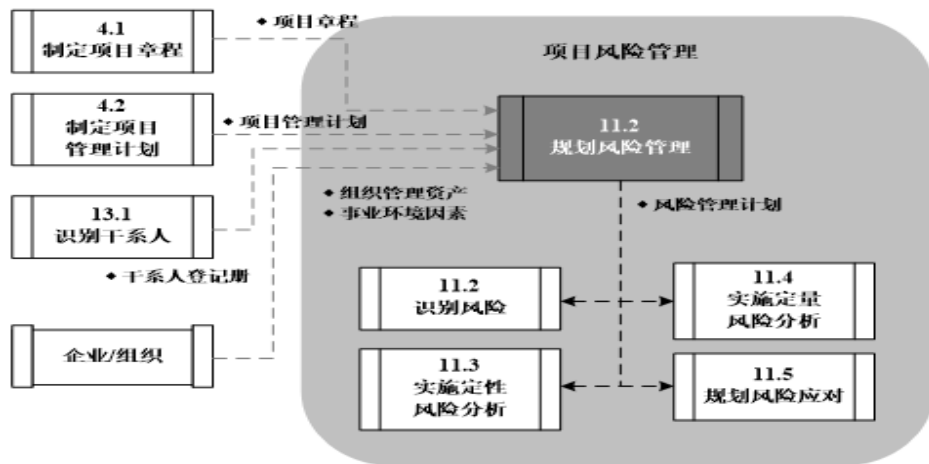 4.1
制定项目章程
◆ 项目章程
项目风险管理
4.2
制定项目
管理计划
◆ 项目管理计划
11.2
规划风险管理
13.1
识别干系人
◆ 组织管理资产
◆ 事业环境因素
◆ 风险管理计划
◆ 干系人登记册
企业/组织
11.2
识别风险
11.4
实施定量
风险分析
11.3
实施定性
风险分析
11.5
规划风险应对